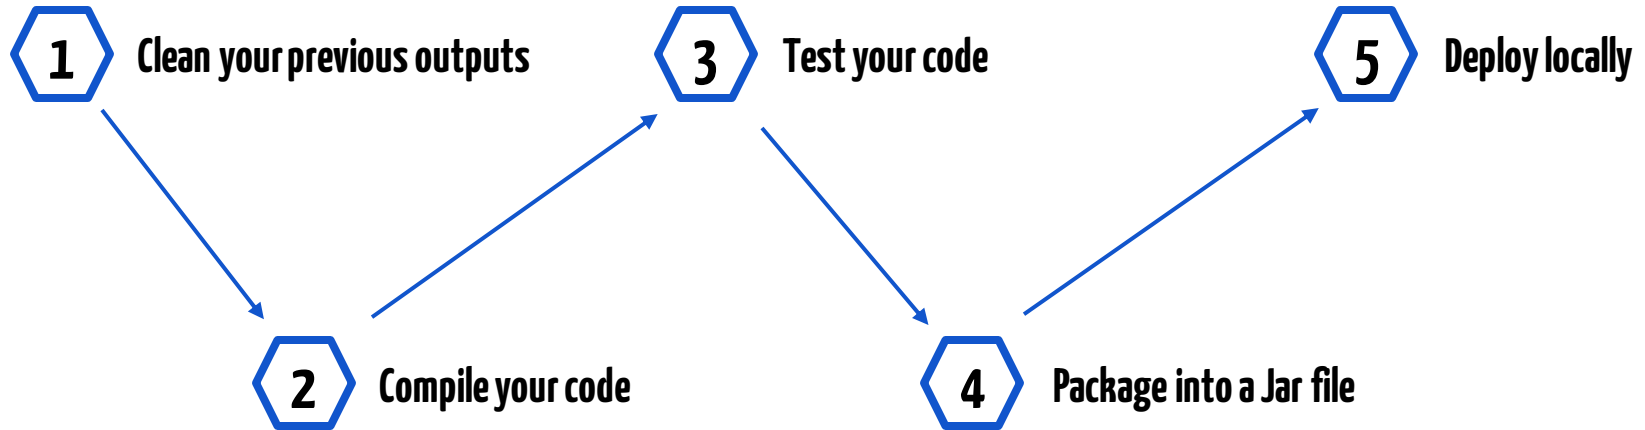 1 Clean your previous outputs
2 Compile your code
3 Test your code
4 Package into a Jar file
5 Deploy locally